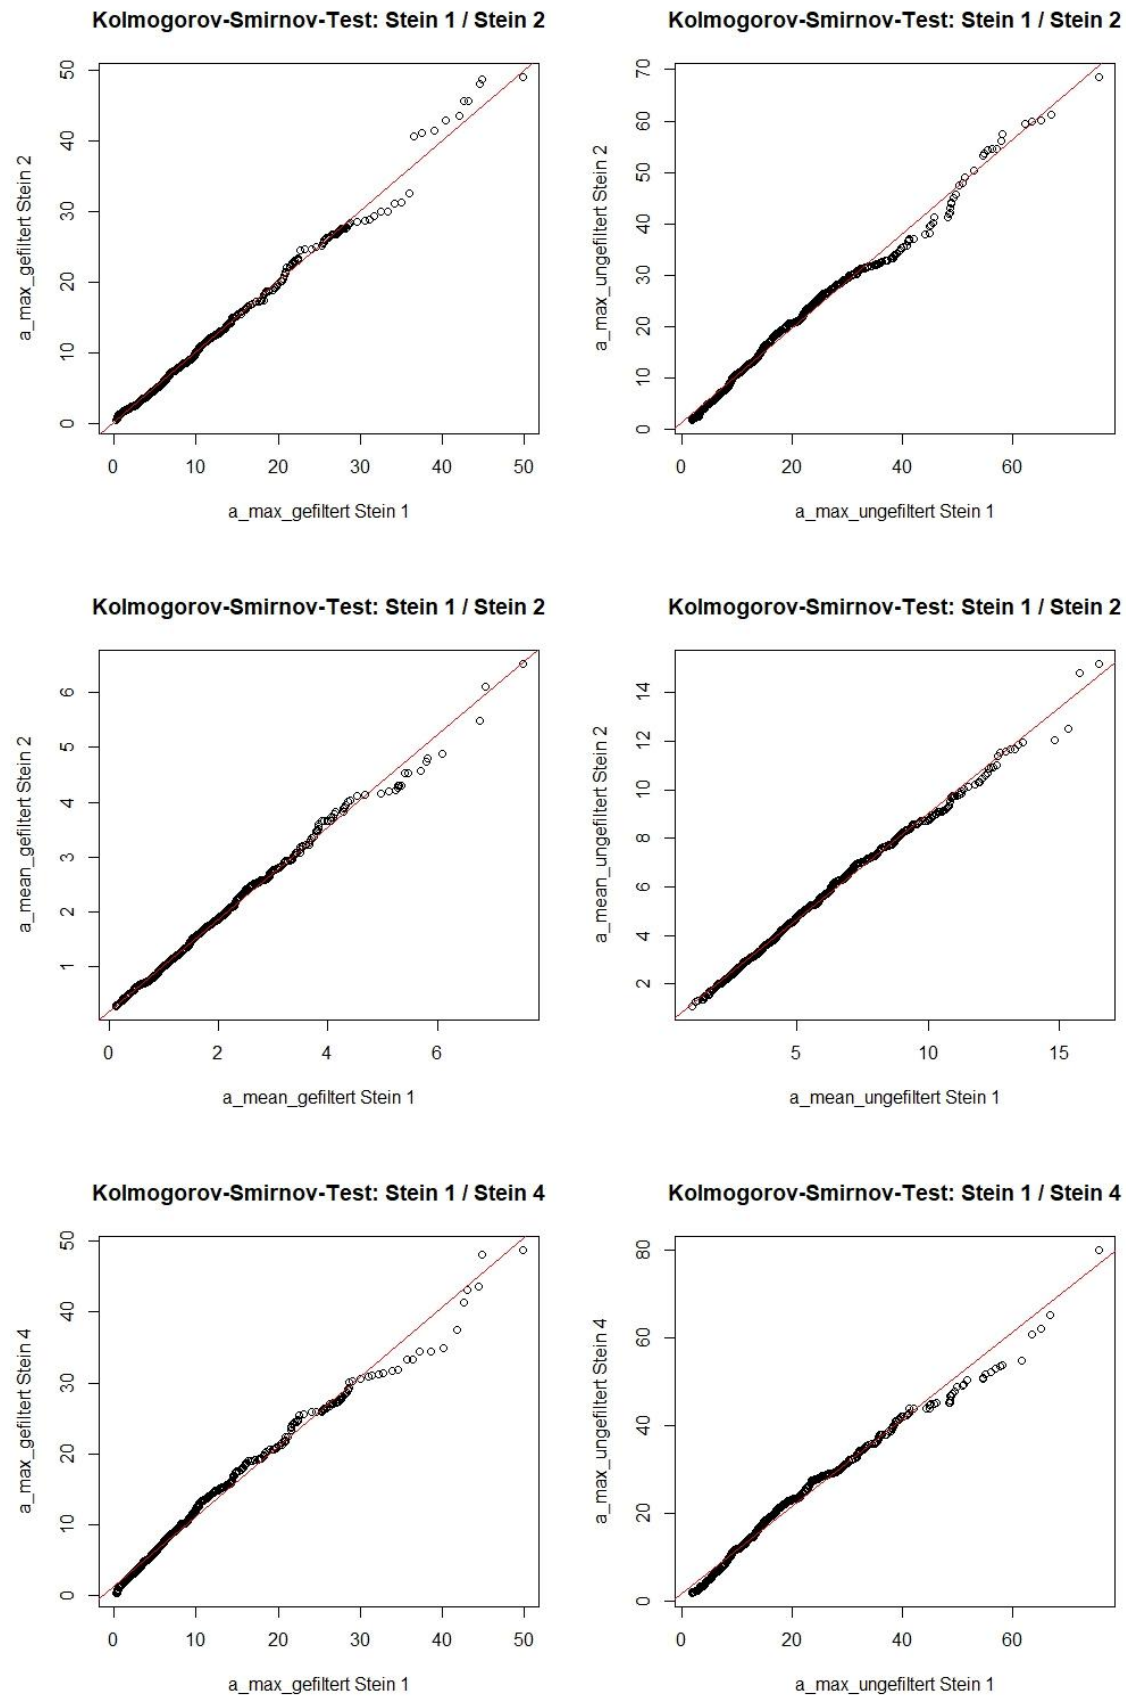 Kolmogorov-Smirnov-Test: Stein 1 / Stein 2
a_max_gefiltert Stein 2
50
40
30
20
10
0
0 10 20 30 40 50
a_max_gefiltert Stein 1
Kolmogorov-Smirnov-Test: Stein 1 / Stein 2
a_max_ungefiltert Stein 2
70
60
50
40
30
20
10
0
0 20 40 60
a_max_ungefiltert Stein 1
Kolmogorov-Smirnov-Test: Stein 1 / Stein 2
a_mean_gefiltert Stein 2
6
5
4
3
2
1
0 2 4 6
a_mean_gefiltert Stein 1
Kolmogorov-Smirnov-Test: Stein 1 / Stein 2
a_mean_ungefiltert Stein 2
14
12
10
8
6
4
2
5 10 15
a_mean_ungefiltert Stein 1
Kolmogorov-Smirnov-Test: Stein 1 / Stein 4
a_max_gefiltert Stein 4
50
40
30
20
10
0
0 10 20 30 40 50
a_max_gefiltert Stein 1
Kolmogorov-Smirnov-Test: Stein 1 / Stein 4
a_max_ungefiltert Stein 4
80
60
40
20
0
0 20 40 60
a_max_ungefiltert Stein 1